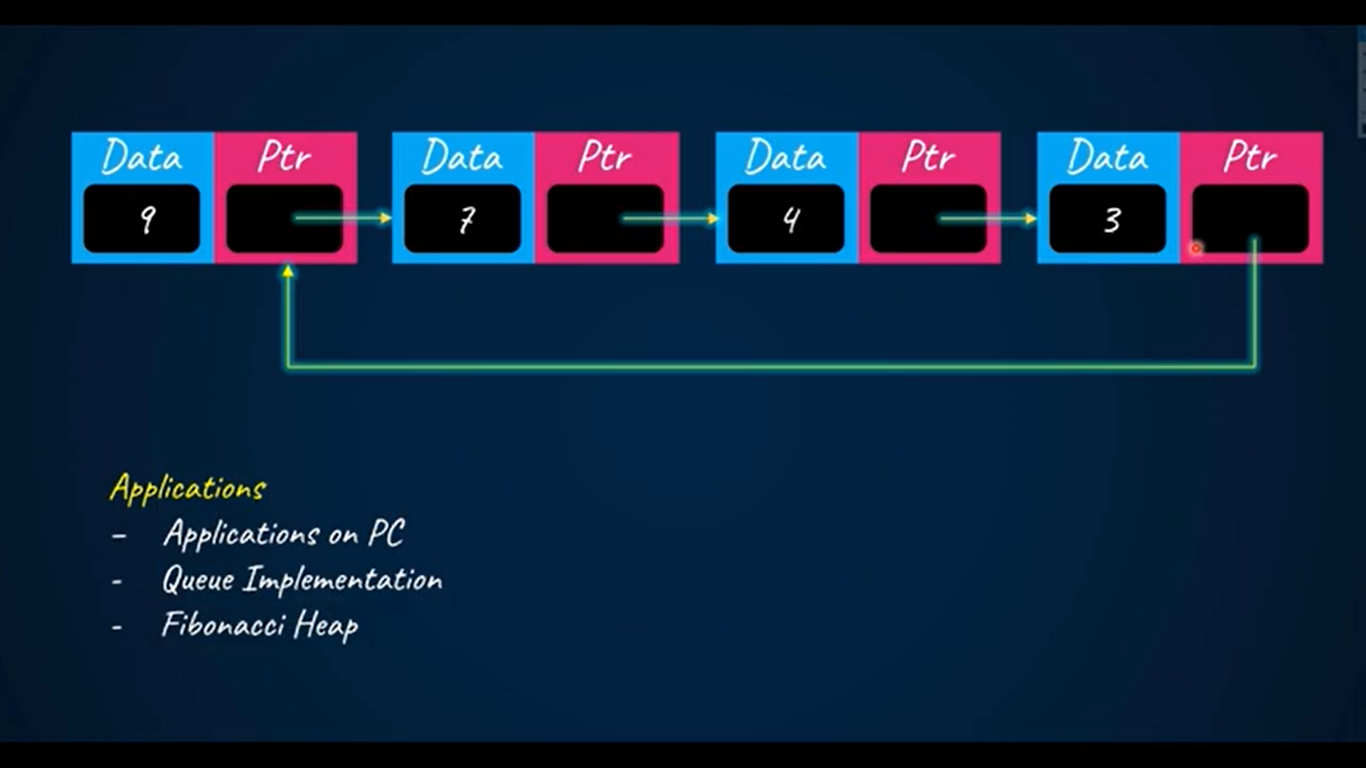 Data Ptr Data Ptr Data Ptr Data Ptr
9 7 4 3
Applications
- Applications on PC
- Queue Implementation
- Fibonacci Heap